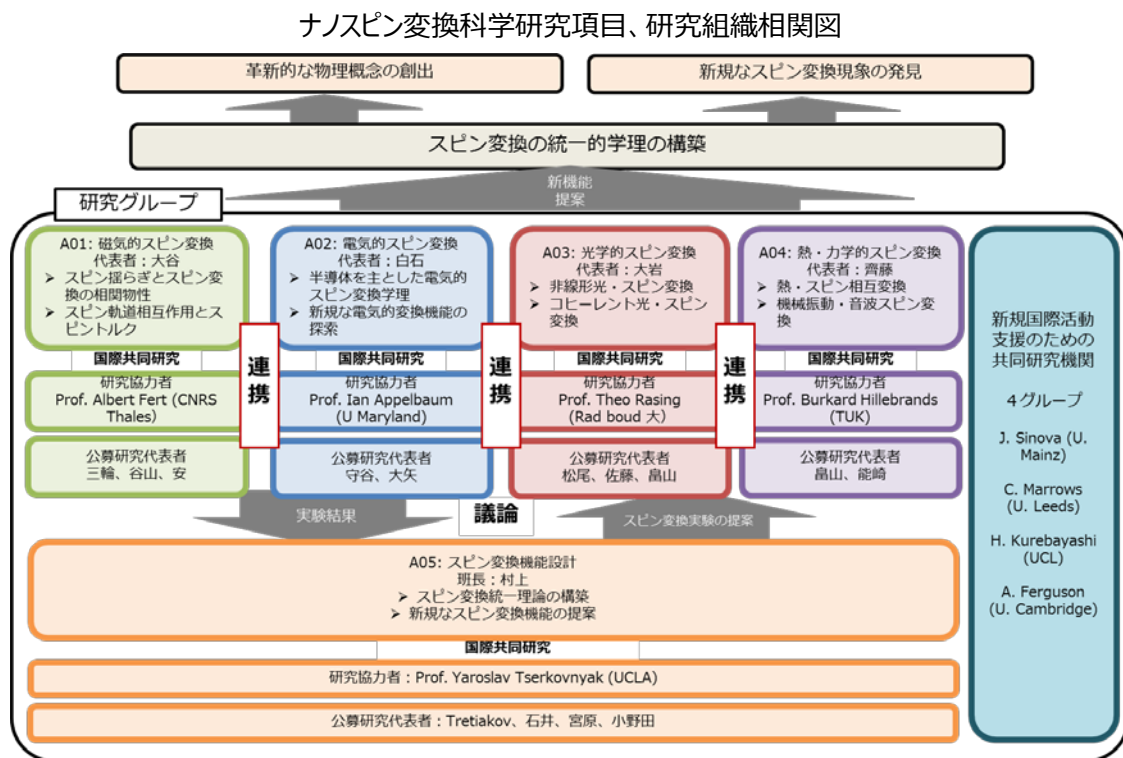 ナノスピン変換科学研究項目、研究組織相関図
革新的な物理概念の創出
新規なスピン変換現象の発見
スピン変換の統一的学理の構築
新機能
提案
研究グループ
A01: 磁気的スピン変換
代表者：大谷
➢ スピン揺らぎとスピン変
換の相関物性
➢ スピン軌道相互作用とス
ピントルク
国際共同研究
研究協力者
Prof. Albert Fert (CNRS
Thales)
公募研究代表者
三輪、谷山、安
連携
A02: 電気的スピン変換
代表者：白石
➢ 半導体を主とした電気的
スピン変換学理
➢ 新規な電気的変換機能の
探索
国際共同研究
研究協力者
Prof. Ian Appelbaum
(U Maryland)
公募研究代表者
守谷、大矢
連携
A03: 光学的スピン変換
代表者：大岩
➢ 非線形光・スピン変換
➢ コヒーレント光・スピン
変換
国際共同研究
研究協力者
Prof. Theo Rasing
(Rad boud 大)
公募研究代表者
松尾、佐藤、畠山
連携
A04: 熱・力学的スピン変換
代表者：齊藤
➢ 熱・スピン相互変換
➢ 機械振動・音波スピン変
換
国際共同研究
研究協力者
Prof. Burkard Hillebrands
(TUK)
公募研究代表者
畠山、能崎
新規国際活動
支援のための
共同研究機関
4グループ
J. Sinova (U.
Mainz)
C. Marrows
(U. Leeds)
H. Kurebayashi
(UCL)
A. Ferguson
(U. Cambridge)
実験結果
議論
スピン変換実験の提案
A05: スピン変換機能設計
班長：村上
➢ スピン変換統一理論の構築
➢ 新規なスピン変換機能の提案
国際共同研究
研究協力者：Prof. Yaroslav Tserkovnyak (UCLA)
公募研究代表者：Tretiakov、石井、宮原、小野田